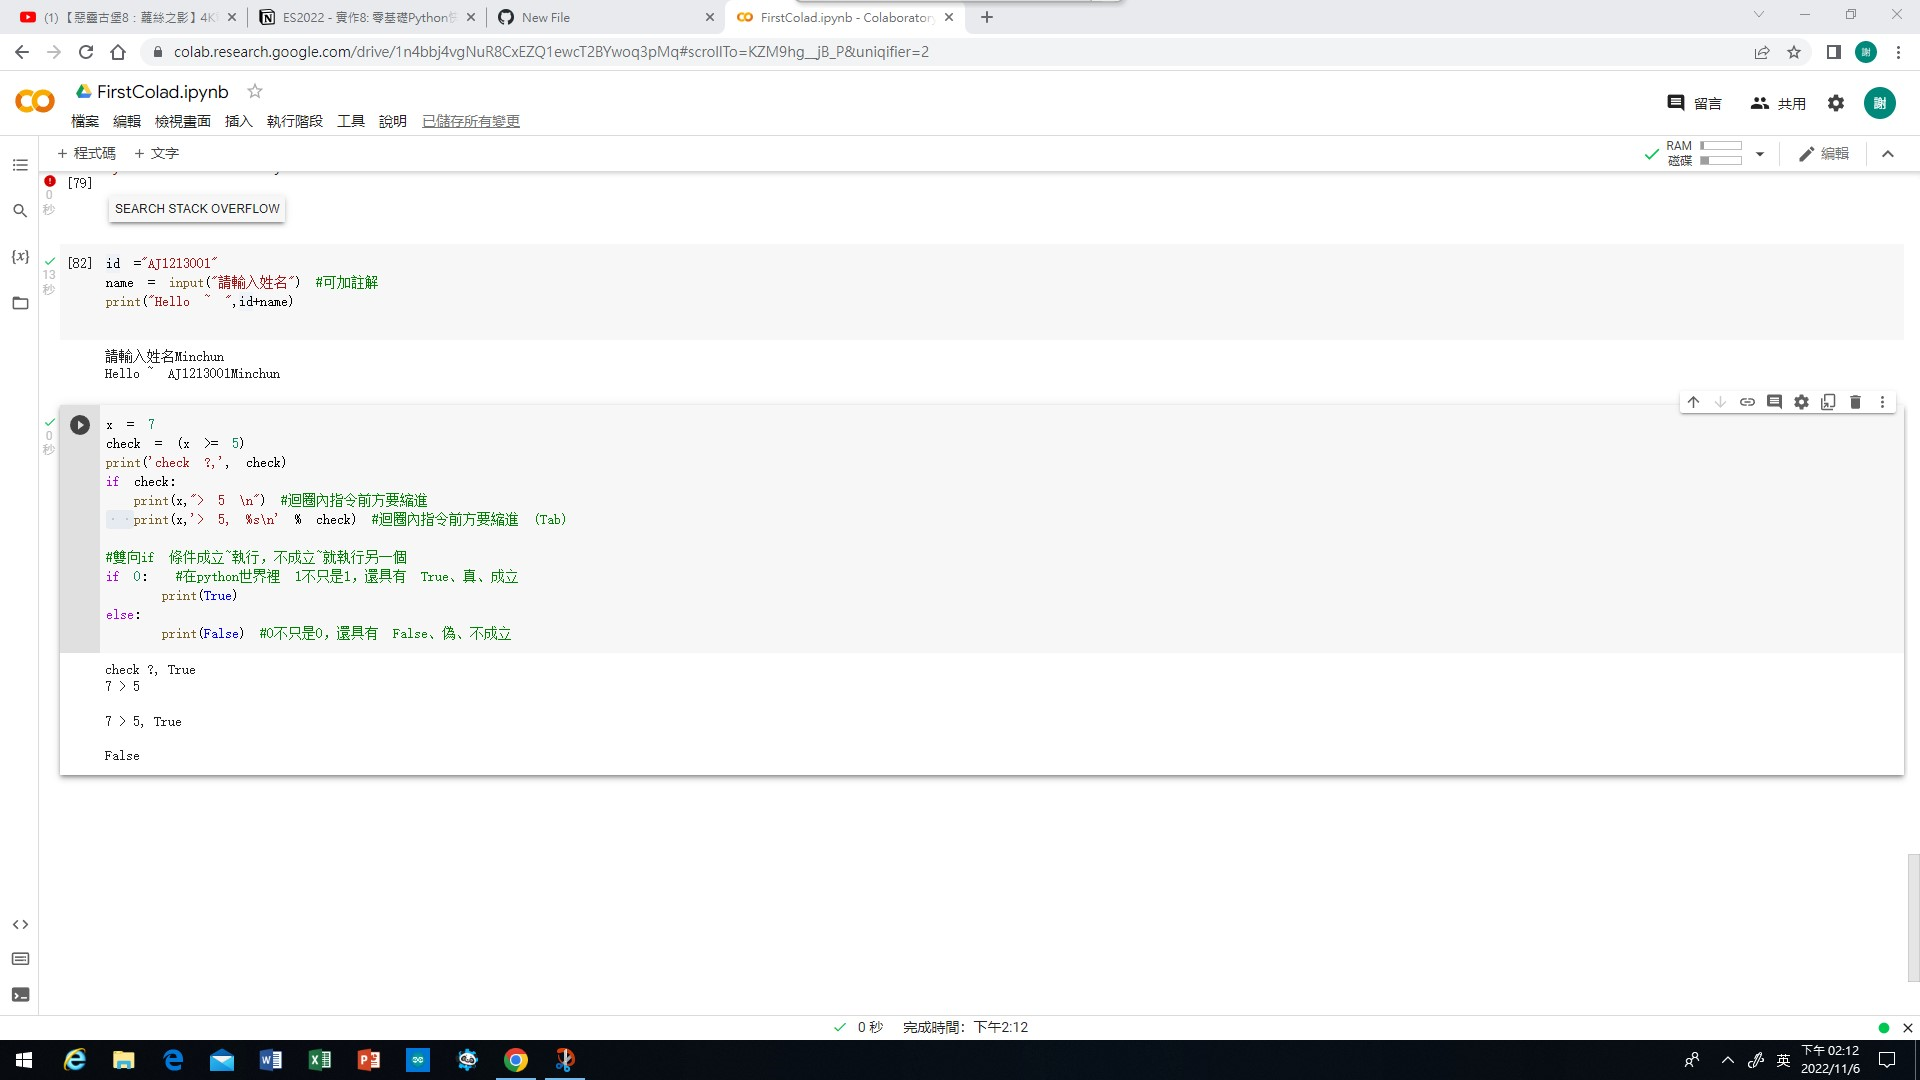 (1) 【惡靈古堡8：蘿絲之影】4K
ES2022 - 實作8: 零基礎Python快
New File
FirstColad.ipynb - Colaboratory
colab.research.google.com/drive/1n4bbj4vgNuR8CxEZQ1ewcT2BYwoq3pMq#scrollTo=KZM9hg__jB_P&uniqifier=2
謝
FirstColad.ipynb
留言
共用
謝
檔案 編輯 檢視畫面 插入 執行階段 工具 說明 已儲存所有變更
+ 程式碼 + 文字
RAM
磁碟
編輯
[79]
0
秒
SEARCH STACK OVERFLOW
[82]
13
秒
id ="AJ1213001"
name = input("請輸入姓名") #可加註解
print("Hello ~ ",id+name)
請輸入姓名Minchun
Hello ~ AJ1213001Minchun
0
秒
x = 7
check = (x >= 5)
print('check ?,', check)
if check:
print(x,"> 5 \n") #迴圈內指令前方要縮進
print(x,'> 5, %s\n' % check) #迴圈內指令前方要縮進 (Tab)
#雙向if 條件成立~執行，不成立~就執行另一個
if 0: #在python世界裡 1不只是1，還具有 True、真、成立
print(True)
else:
print(False) #0不只是0，還具有 False、偽、不成立
check ?, True
7 > 5
7 > 5, True
False
0 秒 完成時間：下午2:12
英
下午 02:12
2022/11/6